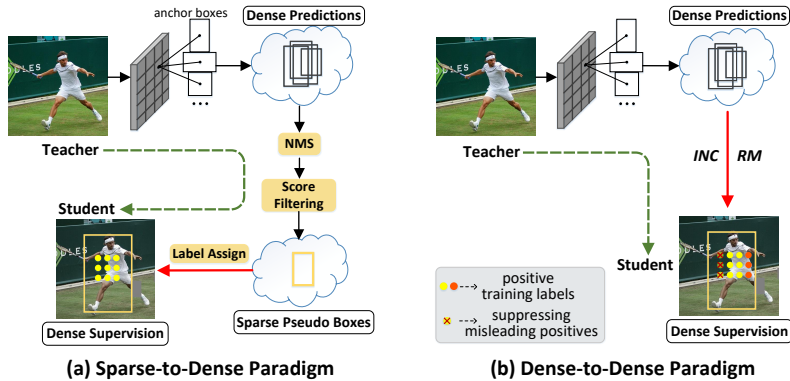 anchor boxes
Dense Predictions
...
NMS
Teacher
Score
Filtering
Student
Label Assign
Dense Supervision
Sparse Pseudo Boxes
(a) Sparse-to-Dense Paradigm
Dense Predictions
...
Teacher
INC RM
Student
positive
training labels
suppressing
misleading positives
Dense Supervision
(b) Dense-to-Dense Paradigm